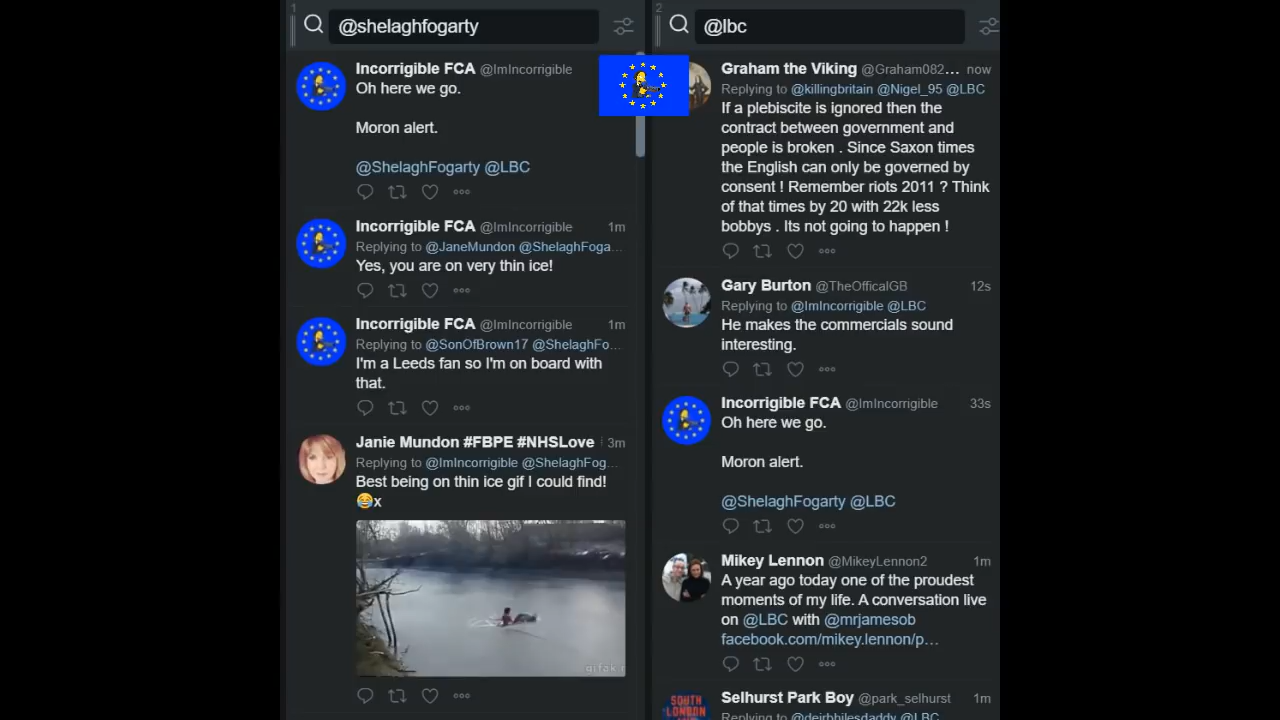 1
@shelaghfogarty
Incorrigible FCA @ImIncorrigible
Oh here we go.
Moron alert.
@ShelaghFogarty @LBC
Incorrigible FCA @ImIncorrigible 1m
Replying to @JaneMundon @ShelaghFoga...
Yes, you are on very thin ice!
Incorrigible FCA @ImIncorrigible 1m
Replying to @SonOfBrown17 @ShelaghFo...
I'm a Leeds fan so I'm on board with
that.
Janie Mundon #FBPE #NHSLove 3m
Replying to @ImIncorrigible @ShelaghFog...
Best being on thin ice gif I could find!
😂x
2
@lbc
Graham the Viking @Graham082... now
Replying to @killingbritain @Nigel_95 @LBC
If a plebiscite is ignored then the
contract between government and
people is broken . Since Saxon times
the English can only be governed by
consent ! Remember riots 2011 ? Think
of that times by 20 with 22k less
bobbys . Its not going to happen !
Gary Burton @TheOfficalGB 12s
Replying to @ImIncorrigible @LBC
He makes the commercials sound
interesting.
Incorrigible FCA @ImIncorrigible 33s
Oh here we go.
Moron alert.
@ShelaghFogarty @LBC
Mikey Lennon @MikeyLennon2 1m
A year ago today one of the proudest
moments of my life. A conversation live
on @LBC with @mrjamesob
facebook.com/mikey.lennon/p…
Selhurst Park Boy @park_selhurst 1m
Replying to @deirbhilesdaddy @LBC
SOUTH
LONDON